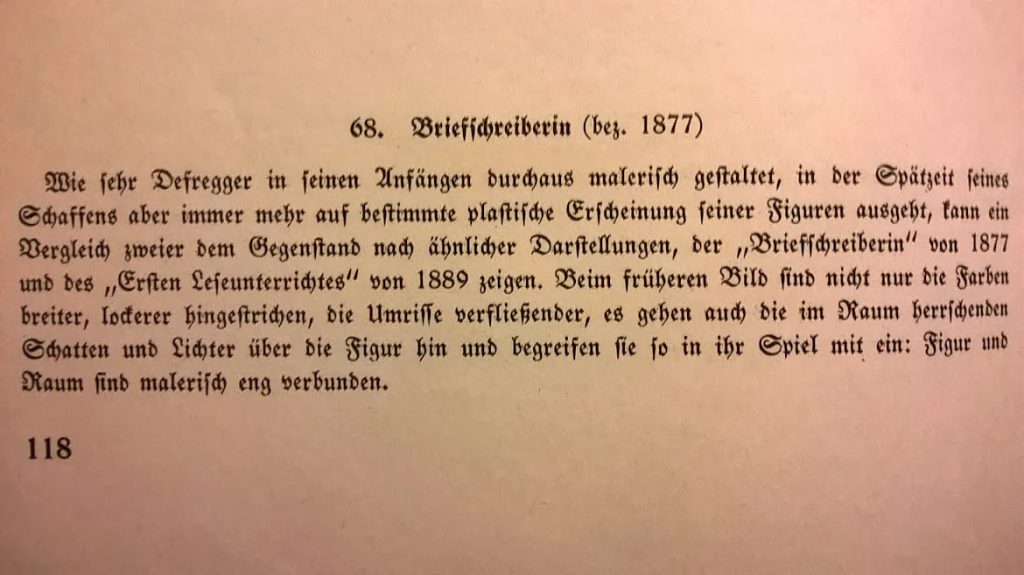 68. Briefschreiberin (bez. 1877)
Wie sehr Defregger in seinen Anfängen durchaus malerisch gestaltet, in der Spätzeit seines
Schaffens aber immer mehr auf bestimmte plastische Erscheinung seiner Figuren ausgeht, kann ein
Vergleich zweier dem Gegenstand nach ähnlicher Darstellungen, der „Briefschreiberin“ von 1877
und des „Ersten Leseunterrichtes“ von 1889 zeigen. Beim früheren Bild sind nicht nur die Farben
breiter, lockerer hingestrichen, die Umrisse verfließender, es gehen auch die im Raum herrschenden
Schatten und Lichter über die Figur hin und begreifen sie so in ihr Spiel mit ein: Figur und
Raum sind malerisch eng verbunden.
118